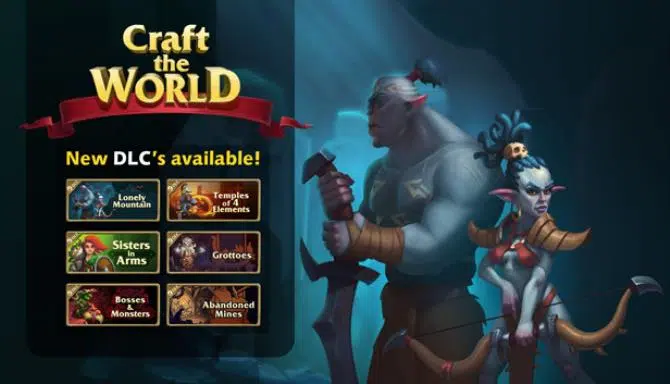 Craft
the
WORLD
New DLC's available!
Lonely
Mountain
Temples
of 4
Elements
Sisters
in
Arms
Grottoes
Bosses
&
Monsters
Abandoned
Mines